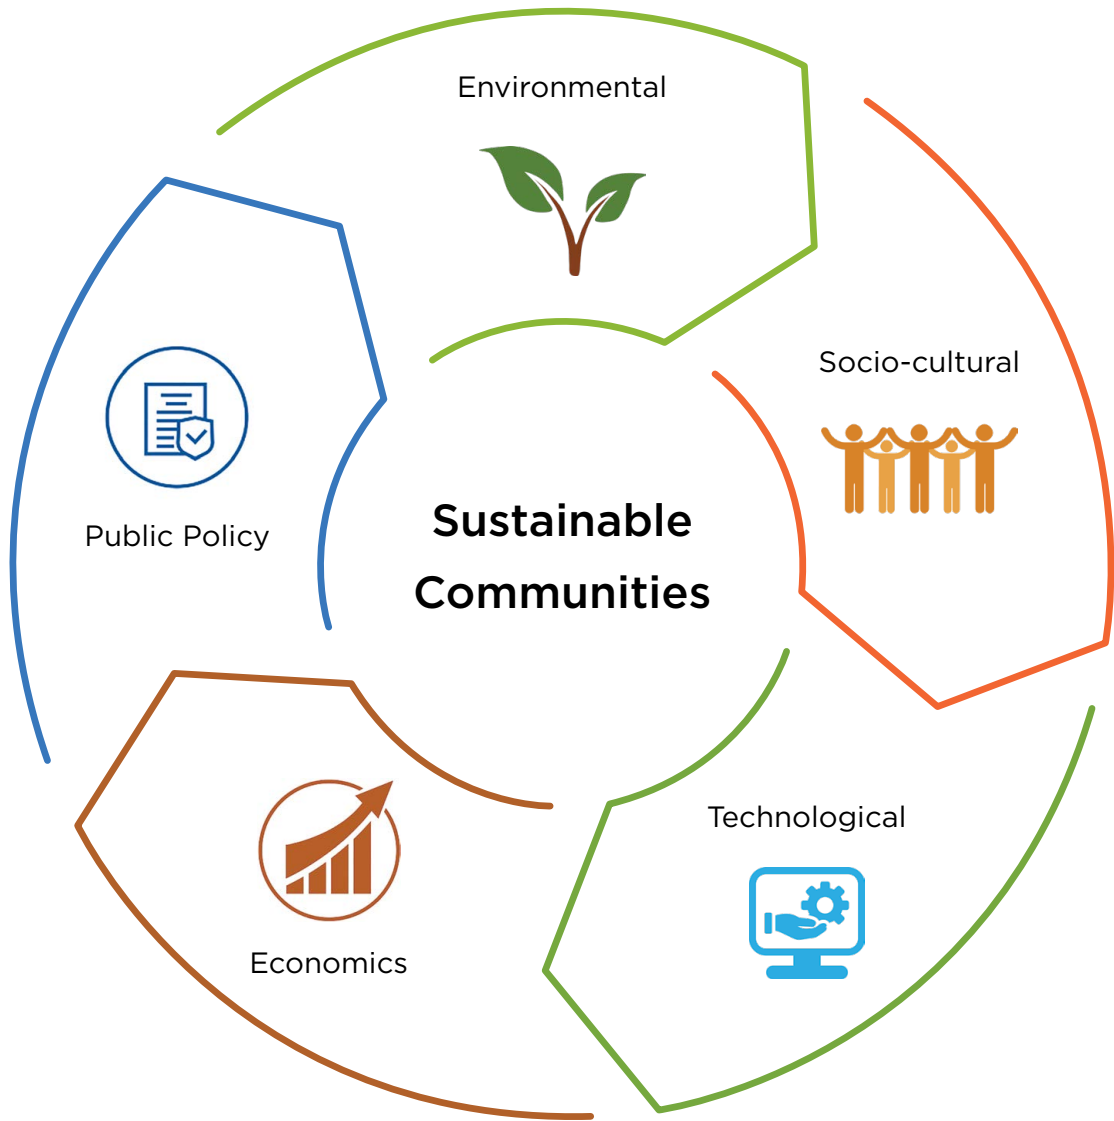 Environmental
Socio-cultural
Public Policy
Sustainable
Communities
Technological
Economics